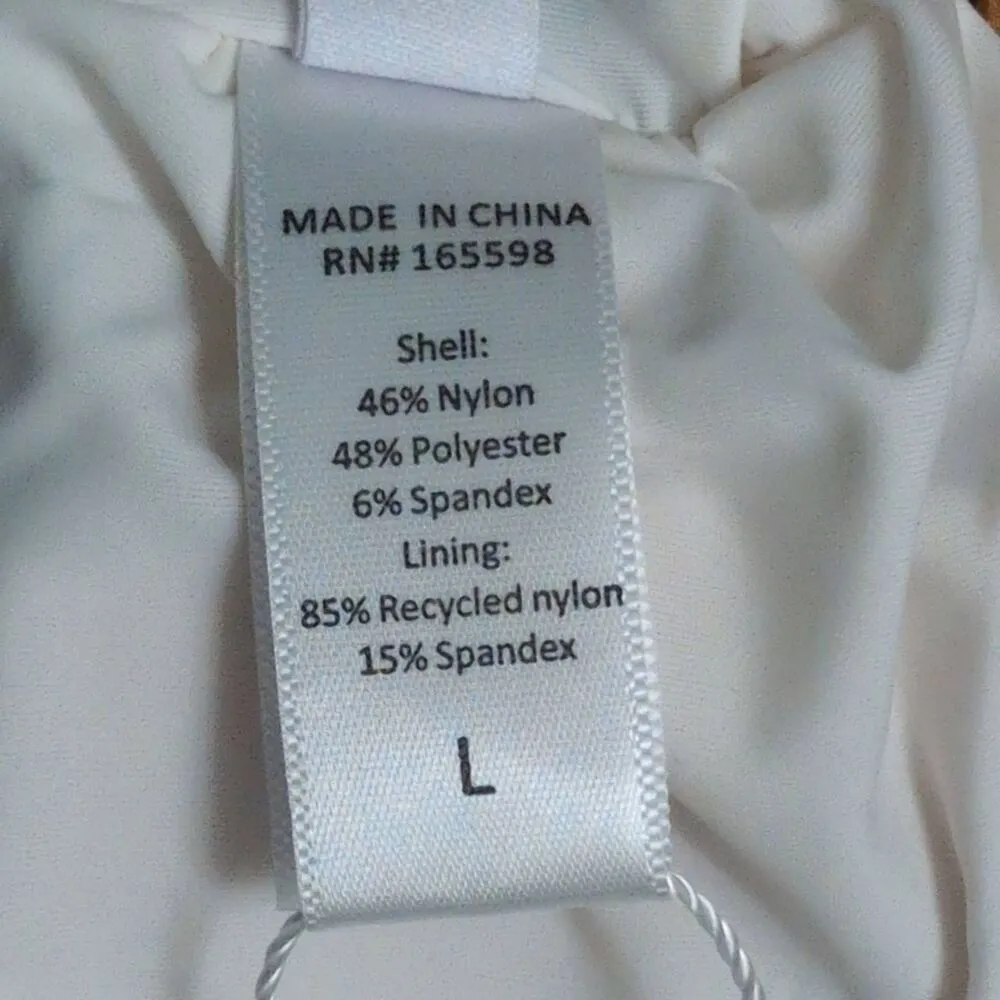 MADE IN CHINA
RN# 165598
Shell:
46% Nylon
48% Polyester
6% Spandex
Lining:
85% Recycled nylon
15% Spandex
L